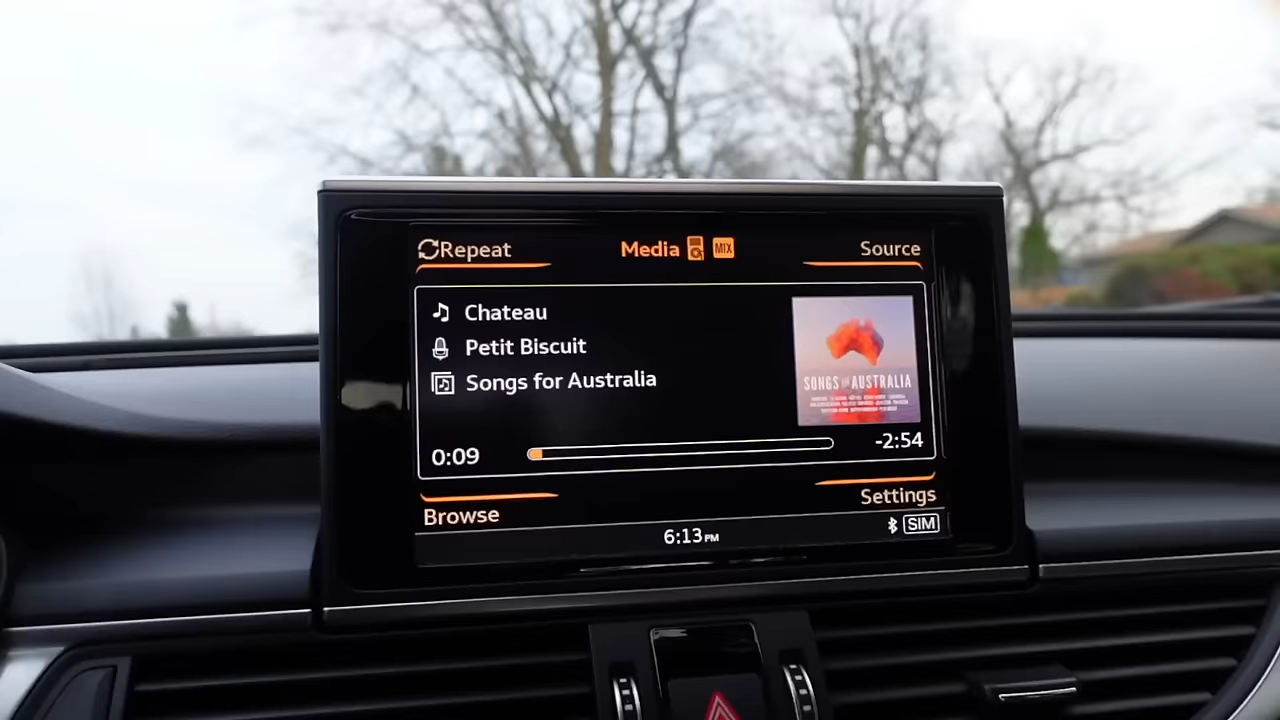 Repeat
Media MIX
Source
Chateau
Petit Biscuit
Songs for Australia
SONGS FOR AUSTRALIA
0:09
-2:54
Browse
Settings
6:13 PM
SIM